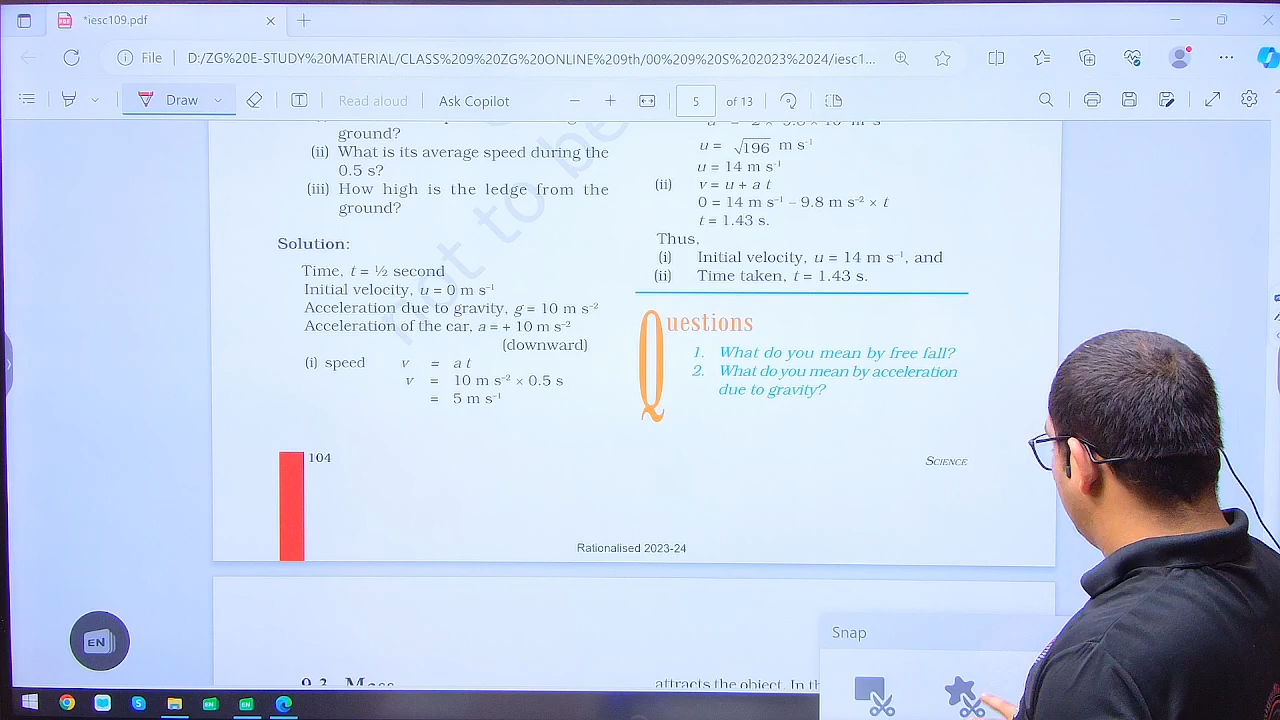 *iesc109.pdf
File
D:/ZG%20E-STUDY%20MATERIAL/CLASS%209%20ZG%20ONLINE%209th/00%209%20S%202023%2024/iesc1...
Draw
Read aloud
Ask Copilot
5
of 13
ground?
(ii) What is its average speed during the
0.5 s?
(iii) How high is the ledge from the
ground?
Solution:
Time, t = ½ second
Initial velocity, u = 0 m s⁻¹
Acceleration due to gravity, g = 10 m s⁻²
Acceleration of the car, a = + 10 m s⁻²
(downward)
(i) speed v = a t
v = 10 m s⁻² × 0.5 s
= 5 m s⁻¹
104
not to be
u = √196 m s⁻¹
u = 14 m s⁻¹
(ii) v = u + a t
0 = 14 m s⁻¹ – 9.8 m s⁻² × t
t = 1.43 s.
Thus,
(i) Initial velocity, u = 14 m s⁻¹, and
(ii) Time taken, t = 1.43 s.
Questions
1. What do you mean by free fall?
2. What do you mean by acceleration
due to gravity?
SCIENCE
Rationalised 2023-24
9.3 Mass
attracts the object. In
Snap
EN